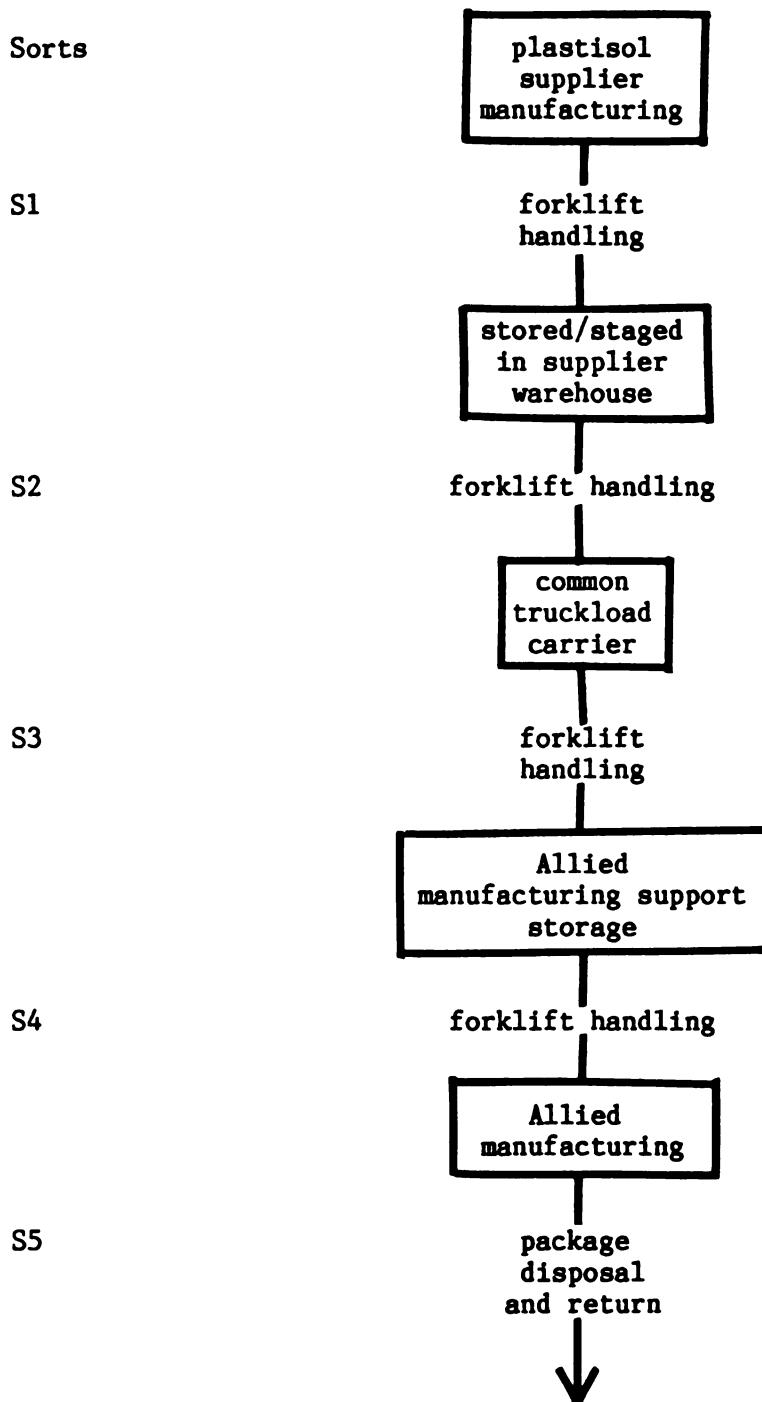 Sorts
plastisol
supplier
manufacturing
S1
forklift
handling
stored/staged
in supplier
warehouse
S2
forklift handling
common
truckload
carrier
S3
forklift
handling
Allied
manufacturing support
storage
S4
forklift handling
Allied
manufacturing
S5
package
disposal
and return